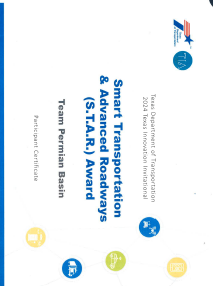 Texas Department of Transportation
2024 Texas Innovation Invitational
Smart Transportation
& Advanced Roadways
(S.T.A.R.) Award
Team Permian Basin
Participant Certificate